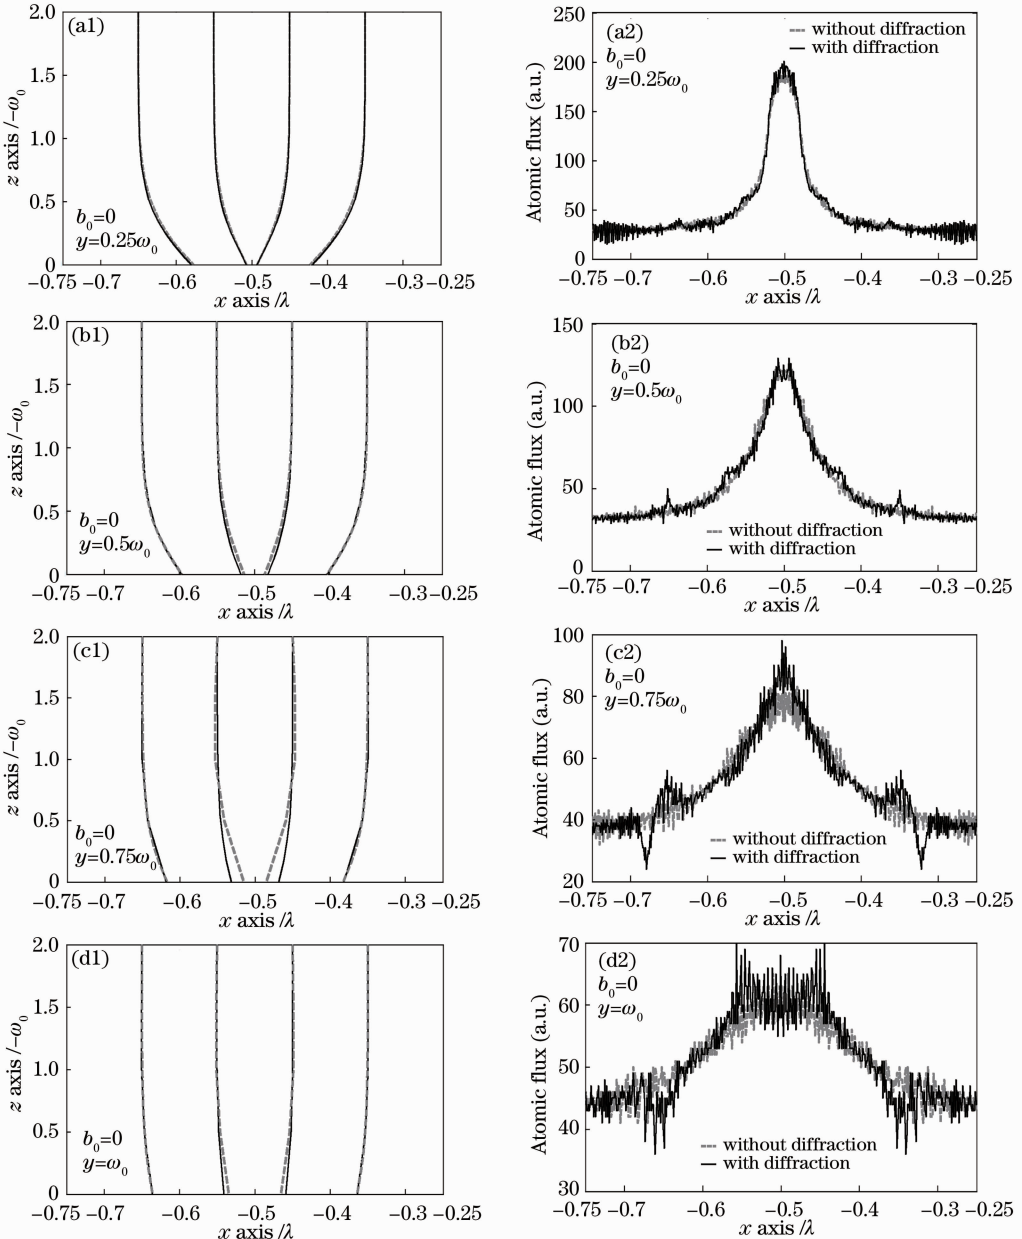 (a1)
2.0
1.5
1.0
0.5
0
z axis /−ω0
b0=0
y=0.25ω0
−0.75 −0.7 −0.6 −0.5 −0.4 −0.3 −0.25
x axis /λ
(a2)
b0=0
y=0.25ω0
without diffraction
with diffraction
250
200
150
100
50
0
Atomic flux (a.u.)
−0.75 −0.7 −0.6 −0.5 −0.4 −0.3 −0.25
x axis /λ
(b1)
2.0
1.5
1.0
0.5
0
z axis /−ω0
b0=0
y=0.5ω0
−0.75 −0.7 −0.6 −0.5 −0.4 −0.3 −0.25
x axis /λ
(b2)
b0=0
y=0.5ω0
without diffraction
with diffraction
150
100
50
0
Atomic flux (a.u.)
−0.75 −0.7 −0.6 −0.5 −0.4 −0.3 −0.25
x axis /λ
(c1)
2.0
1.5
1.0
0.5
0
z axis /−ω0
b0=0
y=0.75ω0
−0.75 −0.7 −0.6 −0.5 −0.4 −0.3 −0.25
x axis /λ
(c2)
b0=0
y=0.75ω0
without diffraction
with diffraction
100
80
60
40
20
Atomic flux (a.u.)
−0.75 −0.7 −0.6 −0.5 −0.4 −0.3 −0.25
x axis /λ
(d1)
2.0
1.5
1.0
0.5
0
z axis /−ω0
b0=0
y=ω0
−0.75 −0.7 −0.6 −0.5 −0.4 −0.3 −0.25
x axis /λ
(d2)
b0=0
y=ω0
without diffraction
with diffraction
70
60
50
40
30
Atomic flux (a.u.)
−0.75 −0.7 −0.6 −0.5 −0.4 −0.3 −0.25
x axis /λ